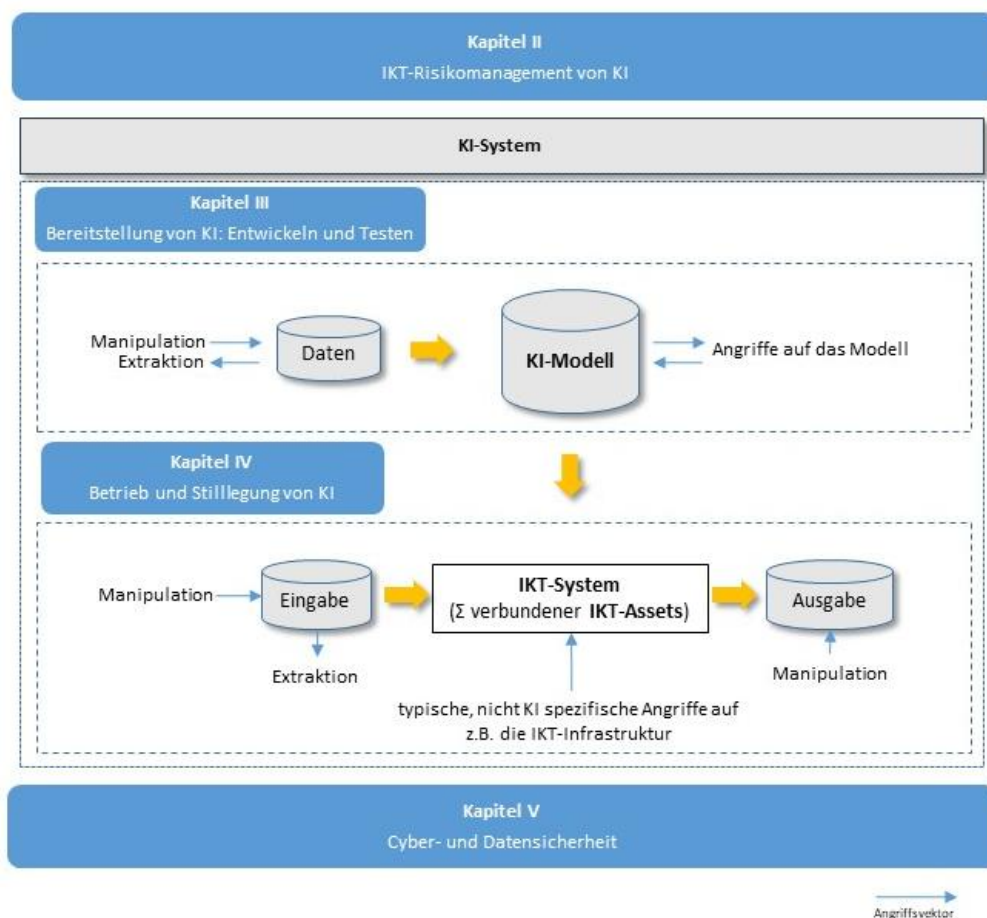 Kapitel II
IKT-Risikomanagement von KI
KI-System
Kapitel III
Bereitstellung von KI: Entwickeln und Testen
Manipulation
Extraktion
Daten
KI-Modell
Angriffe auf das Modell
Kapitel IV
Betrieb und Stilllegung von KI
Manipulation
Eingabe
Extraktion
IKT-System
(Σ verbundener IKT-Assets)
Ausgabe
Manipulation
typische, nicht KI spezifische Angriffe auf
z.B. die IKT-Infrastruktur
Kapitel V
Cyber- und Datensicherheit
Angriffsvektor